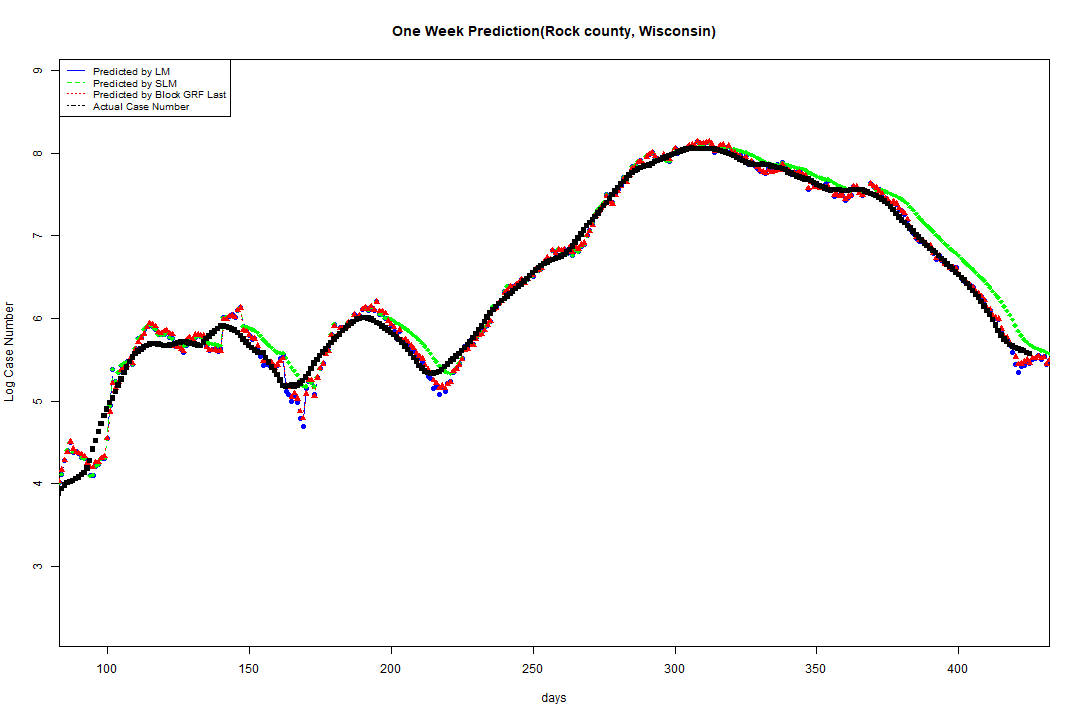 One Week Prediction(Rock county, Wisconsin)
Predicted by LM
Predicted by SLM
Predicted by Block GRF Last
Actual Case Number
9
8
7
6
5
4
3
Log Case Number
100 150 200 250 300 350 400
days